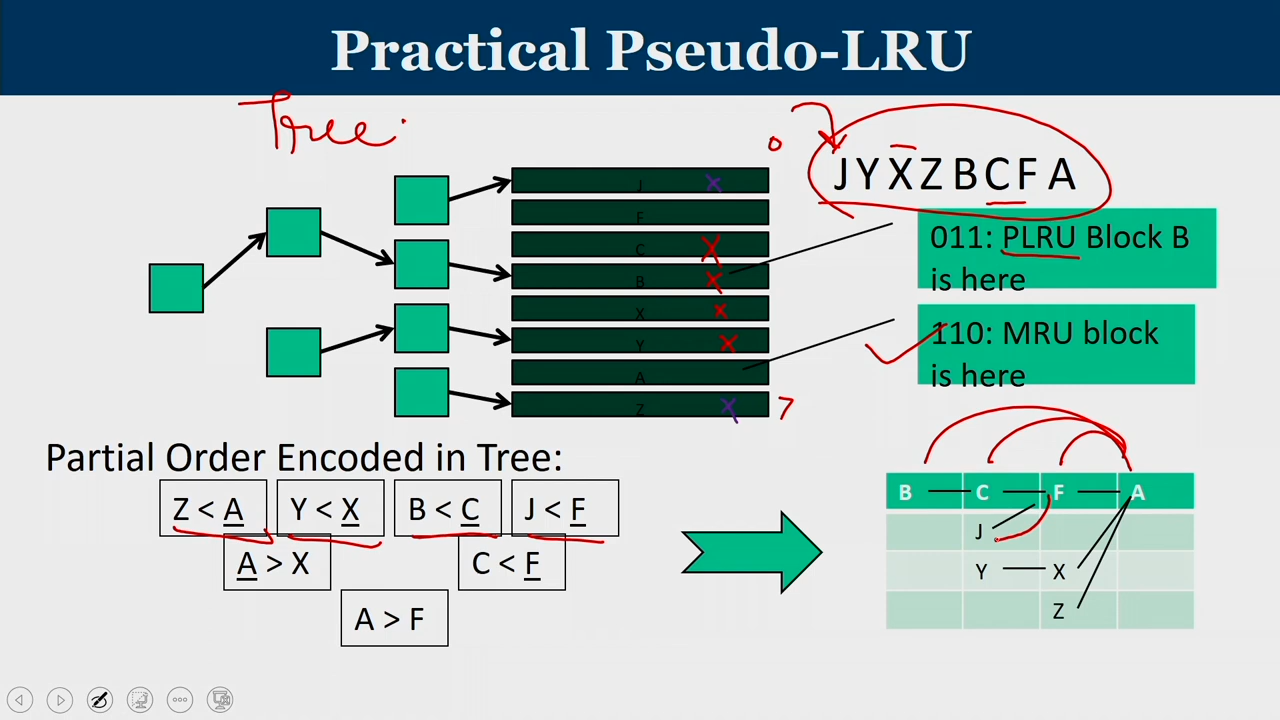 Practical Pseudo-LRU
Tree
0
J Y X Z B C F A
J
F
C
B
X
Y
A
Z
7
011: PLRU Block B
is here
110: MRU block
is here
Partial Order Encoded in Tree:
Z < A
Y < X
B < C
J < F
A > X
C < F
A > F
B C F A
J
Y X
Z